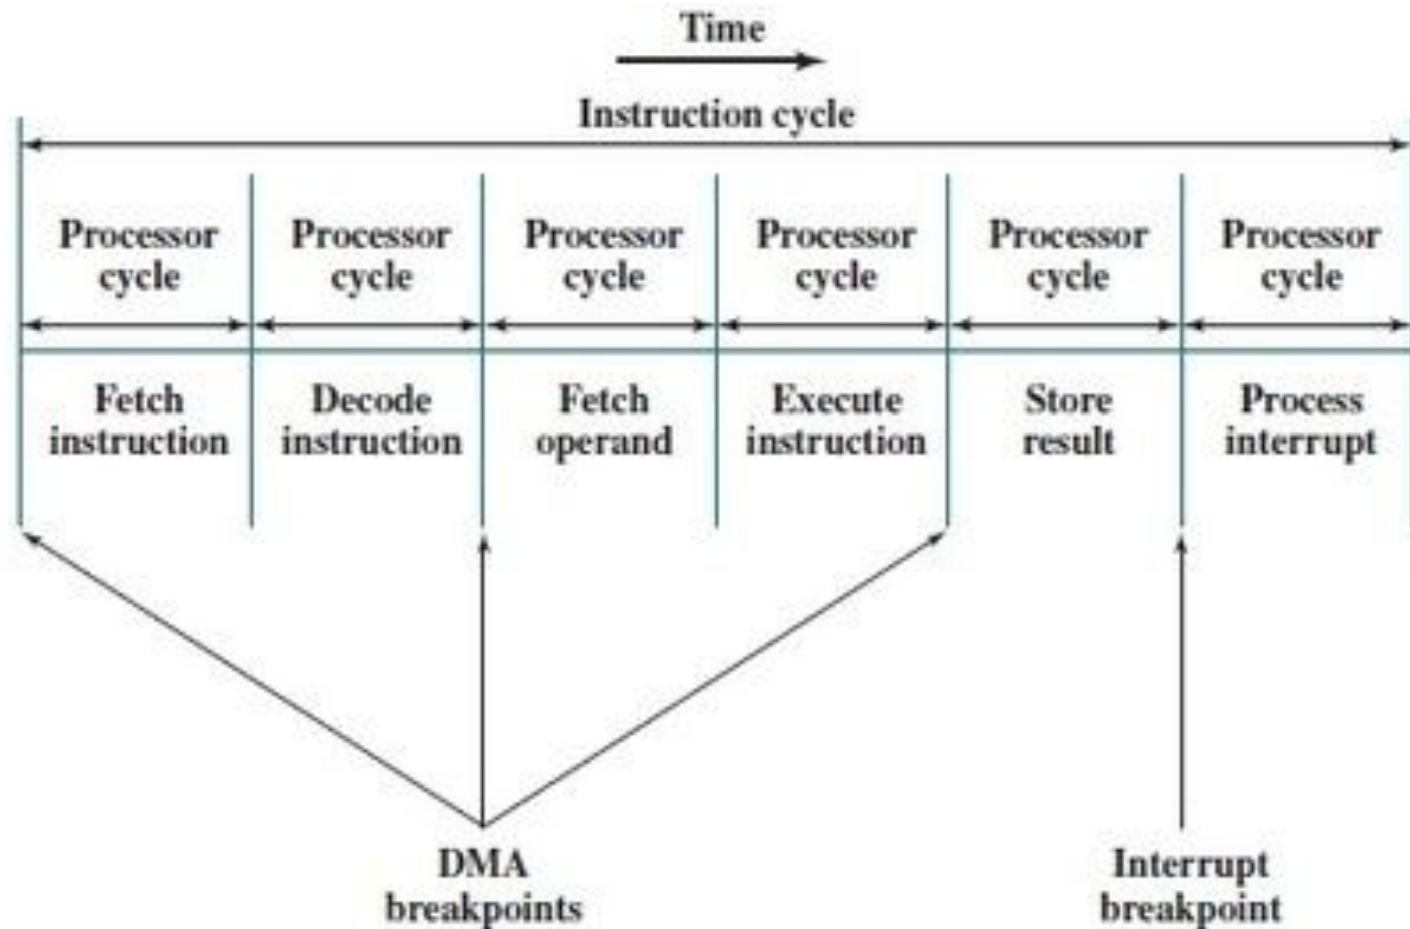 Time
Instruction cycle
Processor cycle
Processor cycle
Processor cycle
Processor cycle
Processor cycle
Processor cycle
Fetch instruction
Decode instruction
Fetch operand
Execute instruction
Store result
Process interrupt
DMA breakpoints
Interrupt breakpoint